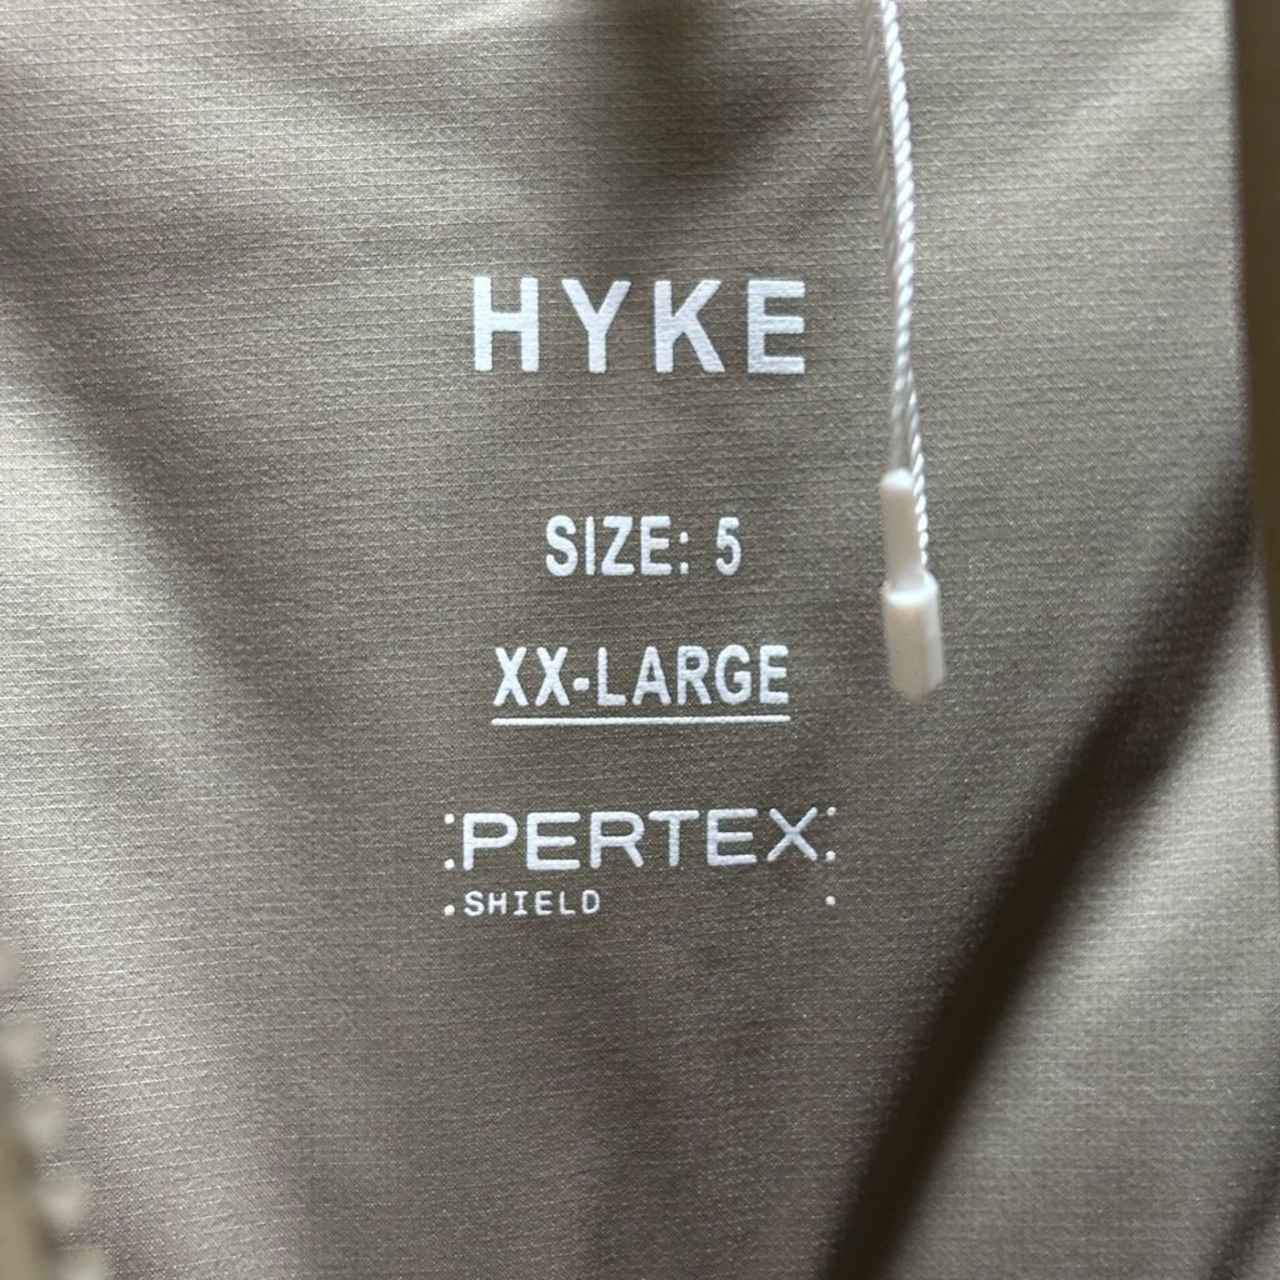 HYKE
SIZE: 5
XX-LARGE
PERTEX
SHIELD